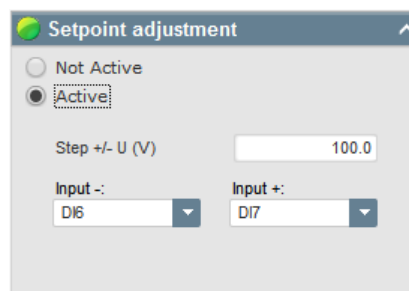 Setpoint adjustment
Not Active
Active
Step +/- U (V) 100.0
Input -: Input +:
DI6 DI7